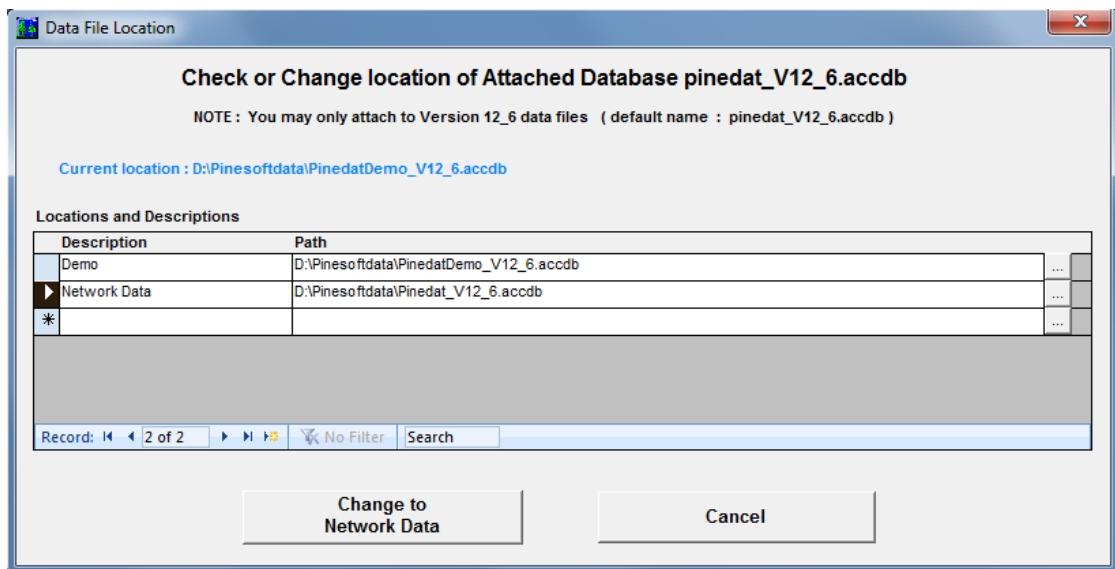 Data File Location
Check or Change location of Attached Database pinedat_V12_6.accdb
NOTE : You may only attach to Version 12_6 data files ( default name : pinedat_V12_6.accdb )
Current location : D:\Pinesoftdata\PinedatDemo_V12_6.accdb
Locations and Descriptions
Description Path
Demo D:\Pinesoftdata\PinedatDemo_V12_6.accdb ...
Network Data D:\Pinesoftdata\Pinedat_V12_6.accdb ...
* ...
Record: 2 of 2 No Filter Search
Change to
Network Data
Cancel